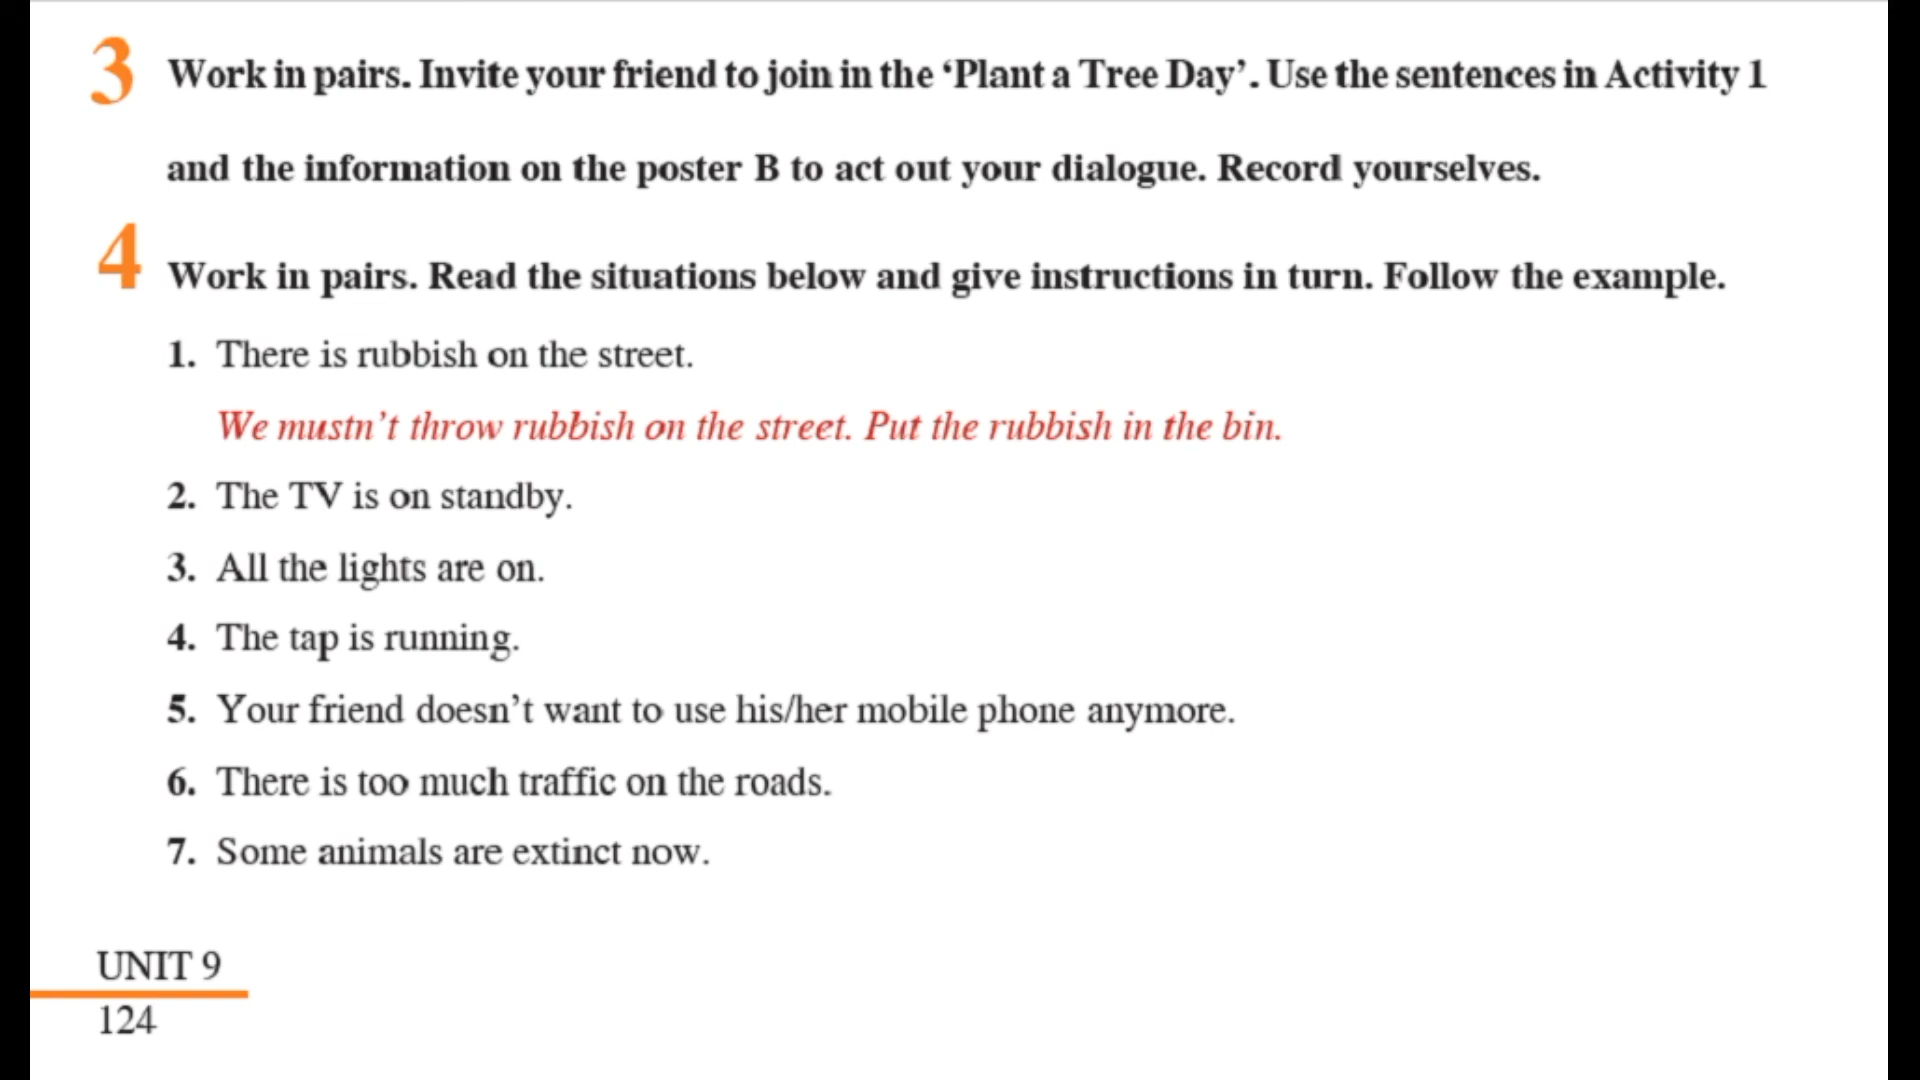 3 Work in pairs. Invite your friend to join in the ‘Plant a Tree Day’. Use the sentences in Activity 1
and the information on the poster B to act out your dialogue. Record yourselves.
4 Work in pairs. Read the situations below and give instructions in turn. Follow the example.
1. There is rubbish on the street.
We mustn’t throw rubbish on the street. Put the rubbish in the bin.
2. The TV is on standby.
3. All the lights are on.
4. The tap is running.
5. Your friend doesn’t want to use his/her mobile phone anymore.
6. There is too much traffic on the roads.
7. Some animals are extinct now.
UNIT 9
124